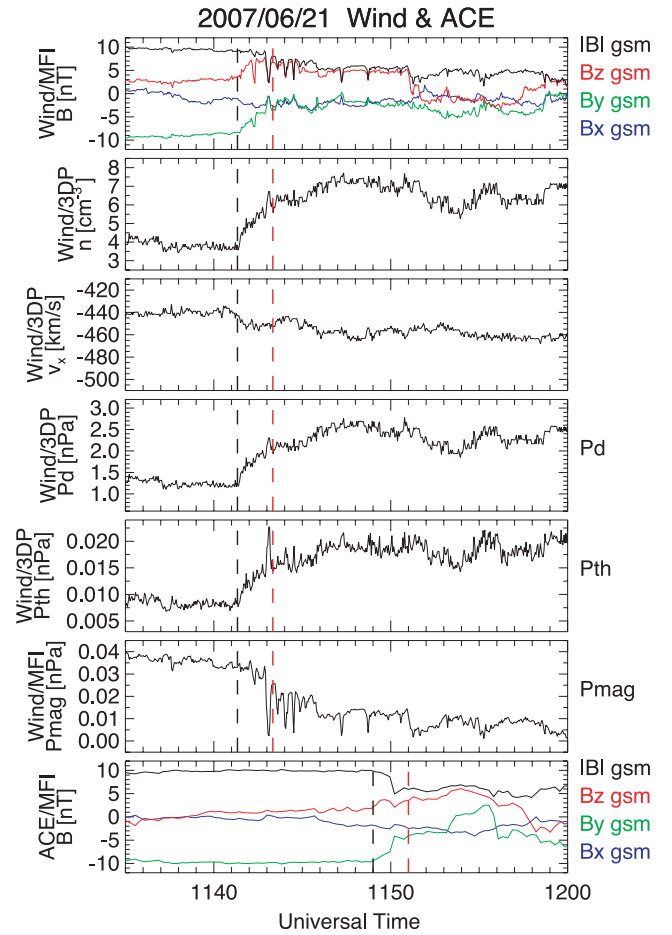 2007/06/21 Wind & ACE
Wind/MFI
B [nT]
10
5
0
-5
-10
IBI gsm
Bz gsm
By gsm
Bx gsm
Wind/3DP
n [cm-3]
8
7
6
5
4
3
Wind/3DP
vx [km/s]
-420
-440
-460
-480
-500
Wind/3DP
Pd [nPa]
3.0
2.5
2.0
1.5
1.0
Pd
Wind/3DP
Pth [nPa]
0.020
0.015
0.010
0.005
Pth
Wind/MFI
Pmag [nPa]
0.04
0.03
0.02
0.01
0.00
Pmag
ACE/MFI
B [nT]
10
5
0
-5
-10
IBI gsm
Bz gsm
By gsm
Bx gsm
1140 1150 1200
Universal Time